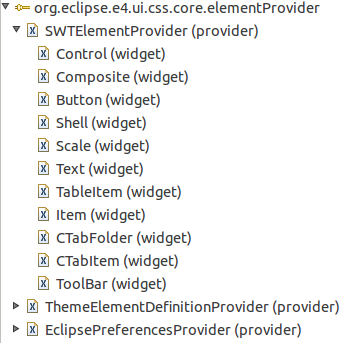 org.eclipse.e4.ui.css.core.elementProvider
SWTElementProvider (provider)
Control (widget)
Composite (widget)
Button (widget)
Shell (widget)
Scale (widget)
Text (widget)
TableItem (widget)
Item (widget)
CTabFolder (widget)
CTabItem (widget)
ToolBar (widget)
ThemeElementDefinitionProvider (provider)
EclipsePreferencesProvider (provider)